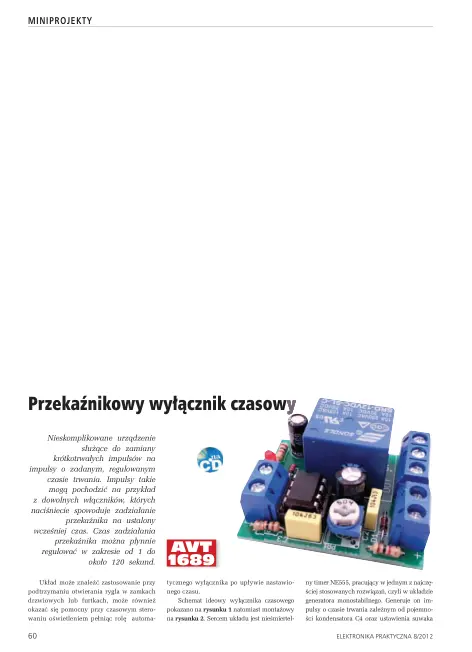 MINIPROJEKTY
Przekaźnikowy wyłącznik czasowy
Nieskomplikowane urządzenie
służące do zamiany
krótkotrwałych impulsów na
impulsy o zadanym, regulowanym
czasie trwania. Impulsy takie
mogą pochodzić na przykład
z dowolnych włączników, których
naciśniecie spowoduje zadziałanie
przekaźnika na ustalony
wcześniej czas. Czas zadziałania
przekaźnika można płynnie
regulować w zakresie od 1 do
około 120 sekund.
NA
CD
AVT
1689
SONGLE
104J63
104J63
Układ może znaleźć zastosowanie przy
podtrzymaniu otwierania rygla w zamkach
drzwiowych lub furtkach, może również
okazać się pomocny przy czasowym stero-
waniu oświetleniem pełniąc rolę automa-
tycznego wyłącznika po upływie nastawio-
nego czasu.
Schemat ideowy wyłącznika czasowego
pokazano na rysunku 1 natomiast montażowy
na rysunku 2. Sercem układu jest nieśmiertel-
ny timer NE555, pracujący w jednym z najczę-
ściej stosowanych rozwiązań, czyli w układzie
generatora monostabilnego. Generuje on im-
pulsy o czasie trwania zależnym od pojemno-
ści kondensatora C4 oraz ustawienia suwaka
60
ELEKTRONIKA PRAKTYCZNA 8/2012